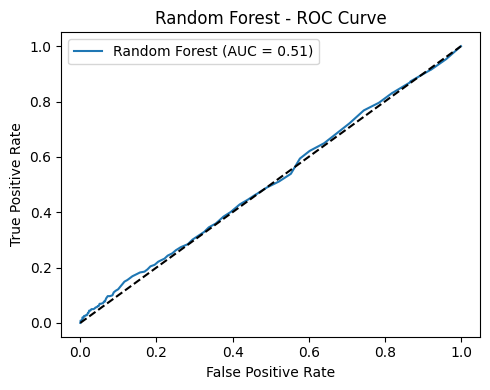 Random Forest - ROC Curve
Random Forest (AUC = 0.51)
True Positive Rate
1.0
0.8
0.6
0.4
0.2
0.0
0.0 0.2 0.4 0.6 0.8 1.0
False Positive Rate